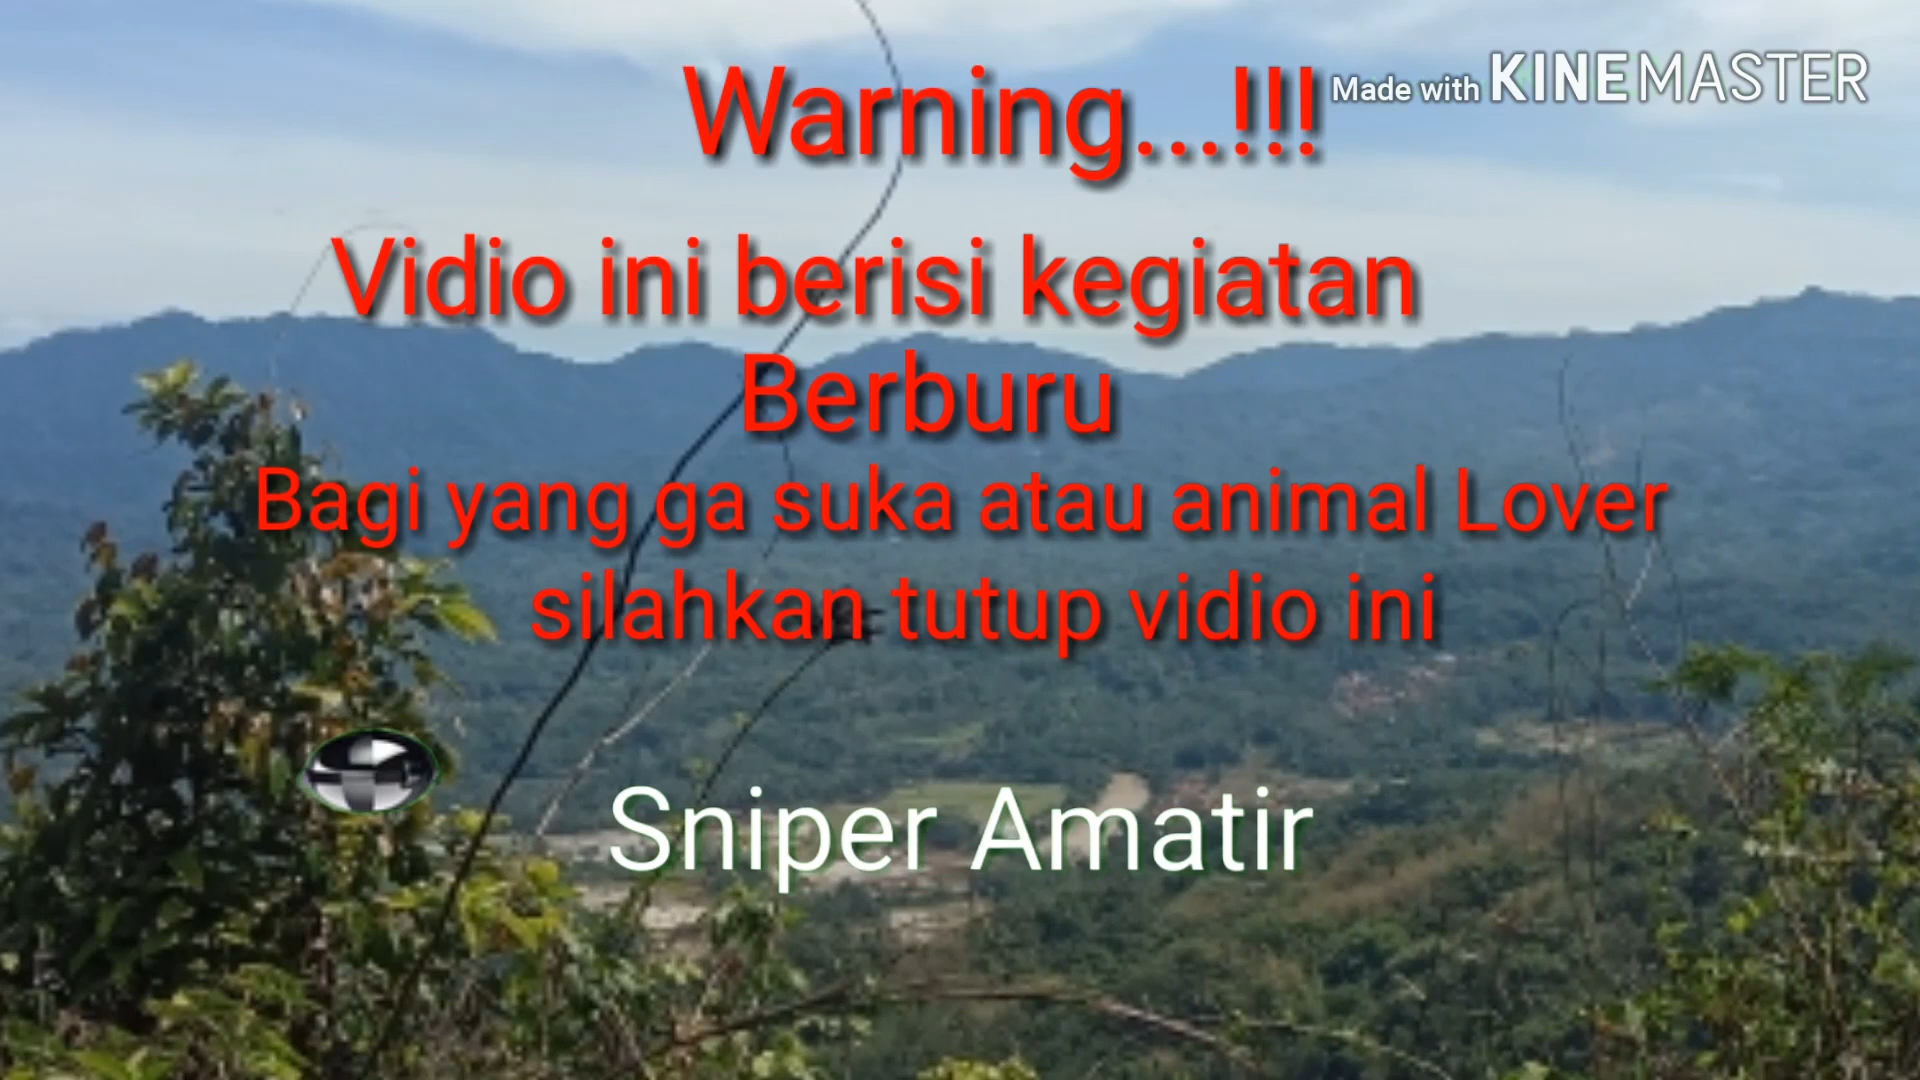 Warning...!!!
Made with KINEMASTER
Vidio ini berisi kegiatan
Berburu
Bagi yang ga suka atau animal Lover
silahkan tutup vidio ini
Sniper Amatir